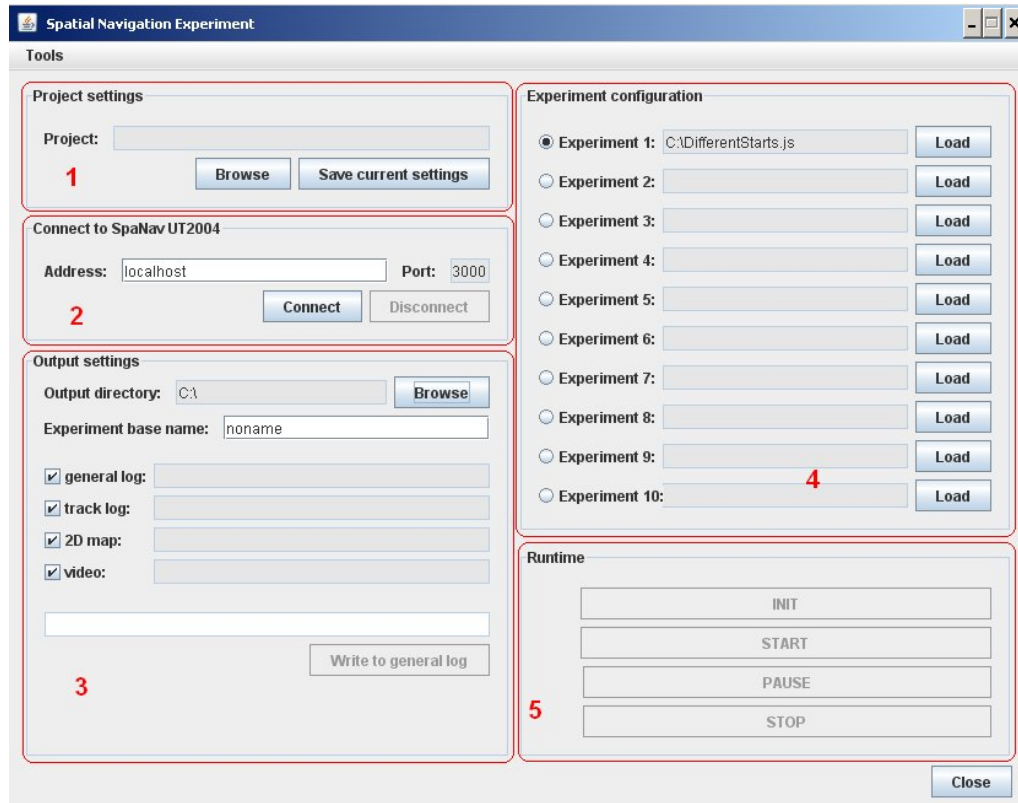 Spatial Navigation Experiment
Tools
Project settings
Project:
Browse Save current settings
1
Connect to SpaNav UT2004
Address: localhost Port: 3000
Connect Disconnect
2
Output settings
Output directory: C:\ Browse
Experiment base name: noname
general log:
track log:
2D map:
video:
Write to general log
3
Experiment configuration
Experiment 1: C:\DifferentStarts.js Load
Experiment 2: Load
Experiment 3: Load
Experiment 4: Load
Experiment 5: Load
Experiment 6: Load
Experiment 7: Load
Experiment 8: Load
Experiment 9: Load
4
Experiment 10: Load
Runtime
INIT
START
PAUSE
5
STOP
Close